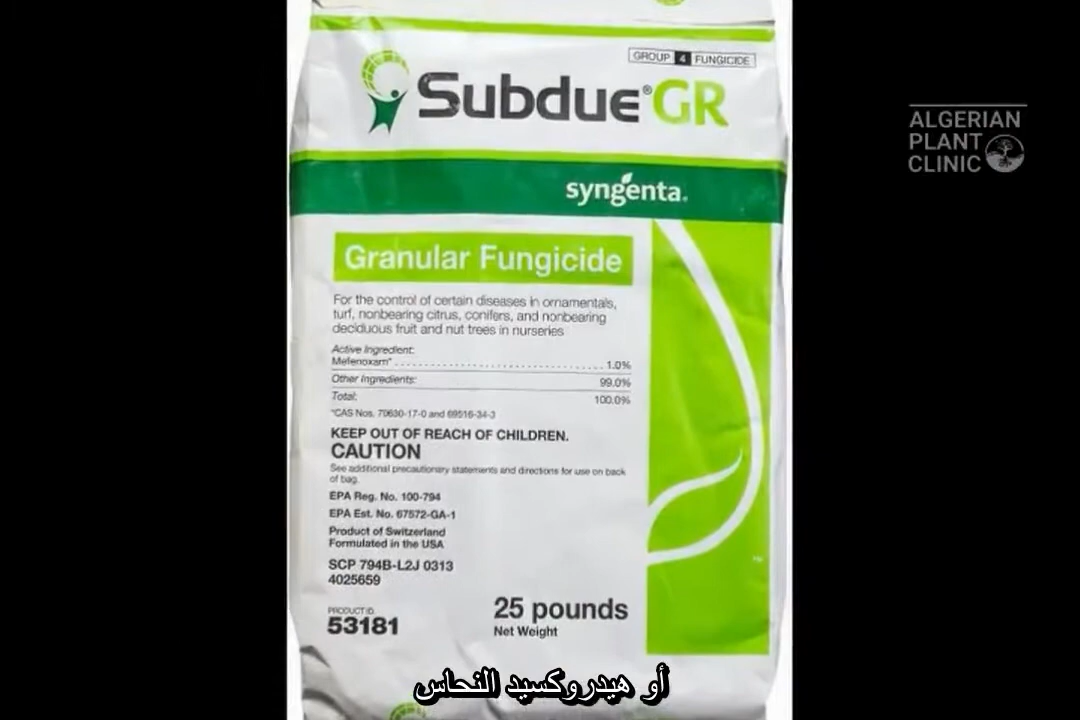 GROUP 4 FUNGICIDE
Subdue® GR
ALGERIAN
PLANT
CLINIC
syngenta.
Granular Fungicide
For the control of certain diseases in ornamentals,
turf, nonbearing citrus, conifers, and nonbearing
deciduous fruit and nut trees in nurseries
Active Ingredient:
Mefenoxam* 1.0%
Other Ingredients: 99.0%
Total: 100.0%
*CAS Nos. 70630-17-0 and 69516-34-3
KEEP OUT OF REACH OF CHILDREN.
CAUTION
See additional precautionary statements and directions for use on back
of bag.
EPA Reg. No. 100-794
EPA Est. No. 67572-GA-1
Product of Switzerland
Formulated in the USA
SCP 794B-L2J 0313
4025659
PRODUCT ID
53181
25 pounds
Net Weight
أو هيدروكسيد النحاس